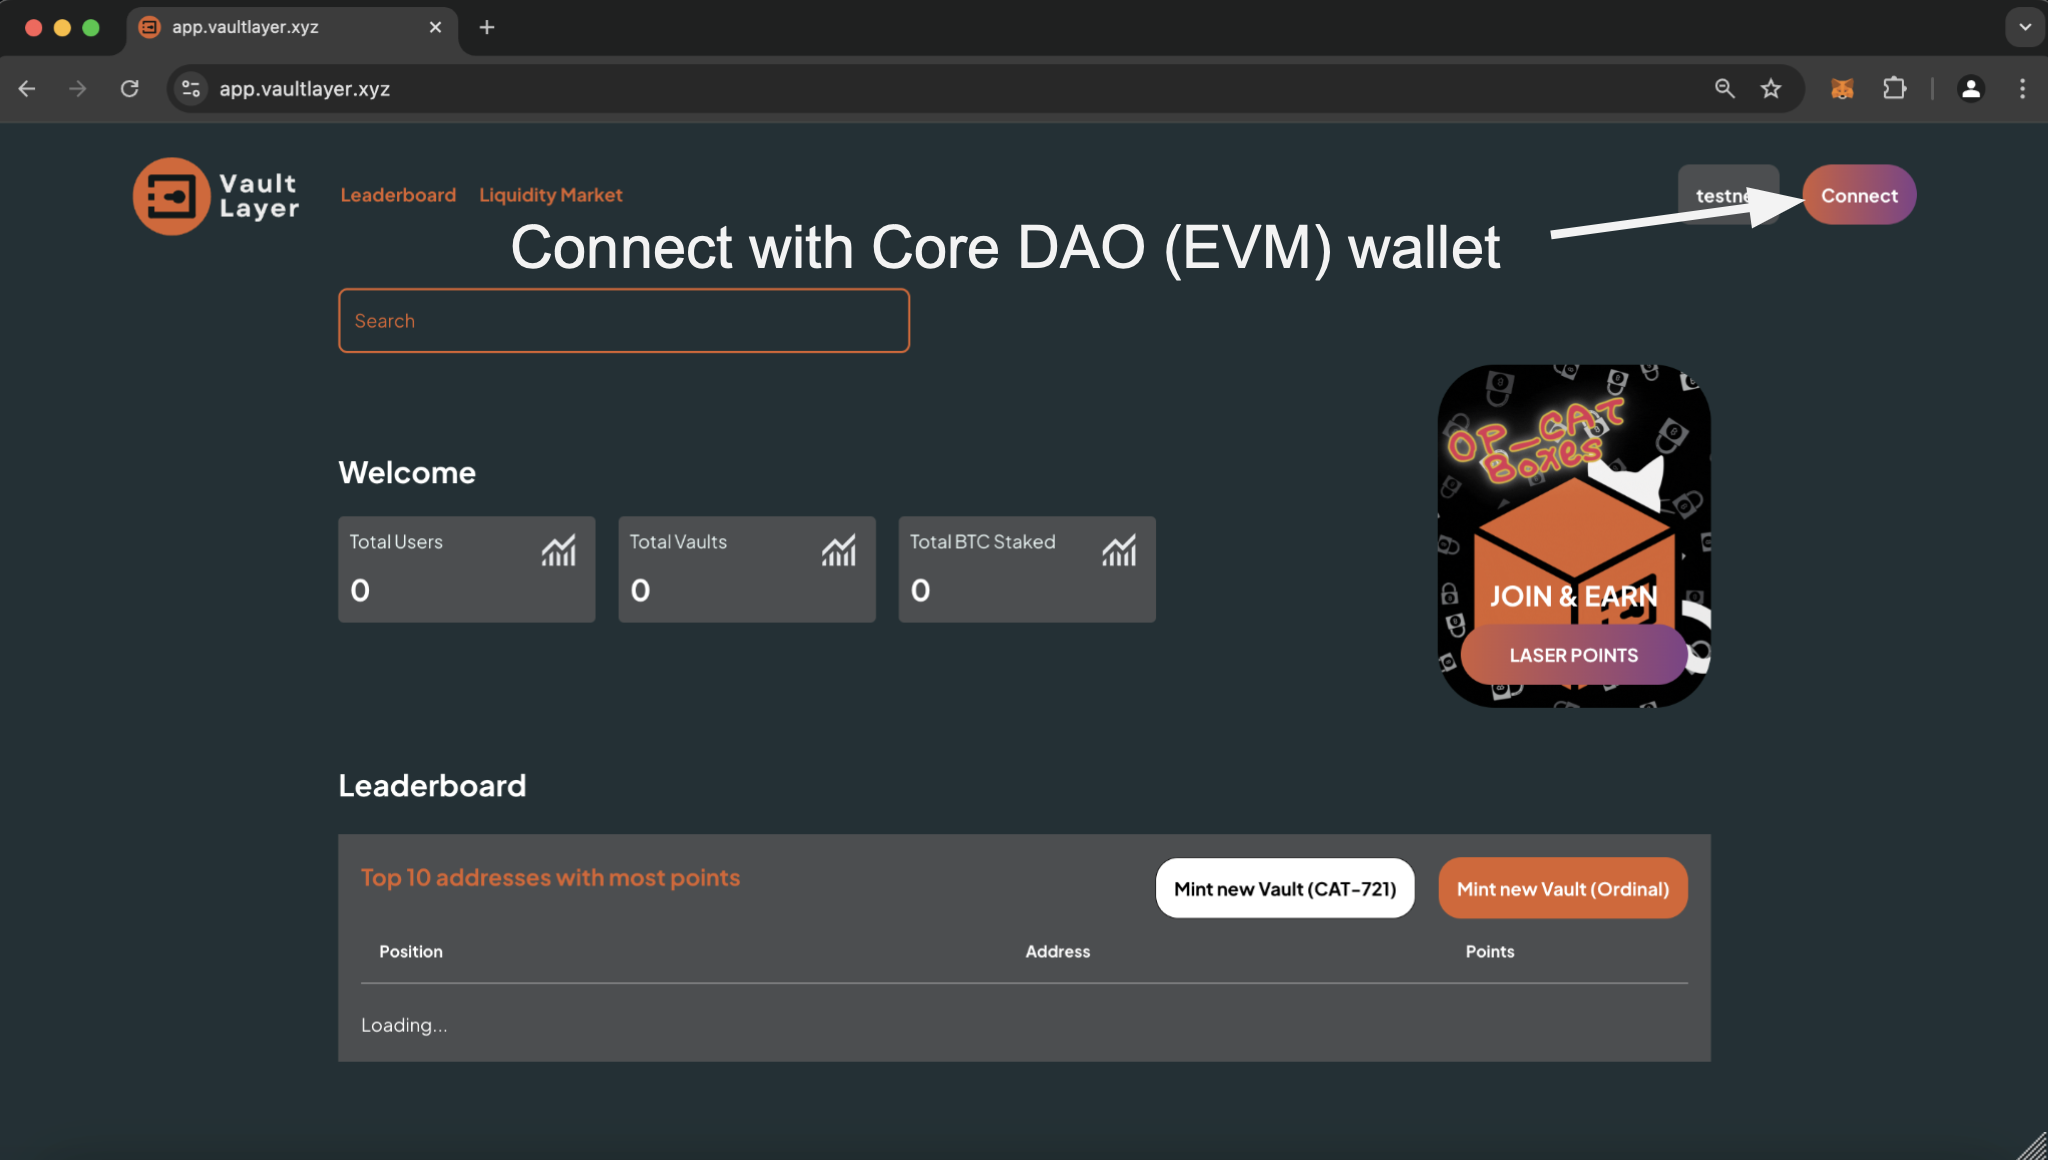 app.vaultlayer.xyz
app.vaultlayer.xyz
Vault
Layer
Leaderboard
Liquidity Market
Connect
Connect with Core DAO (EVM) wallet
Search
OP_CAT
Boxes
JOIN & EARN
LASER POINTS
Welcome
Total Users
0
Total Vaults
0
Total BTC Staked
0
Leaderboard
Top 10 addresses with most points
Mint new Vault (CAT-721)
Mint new Vault (Ordinal)
Position
Address
Points
Loading...